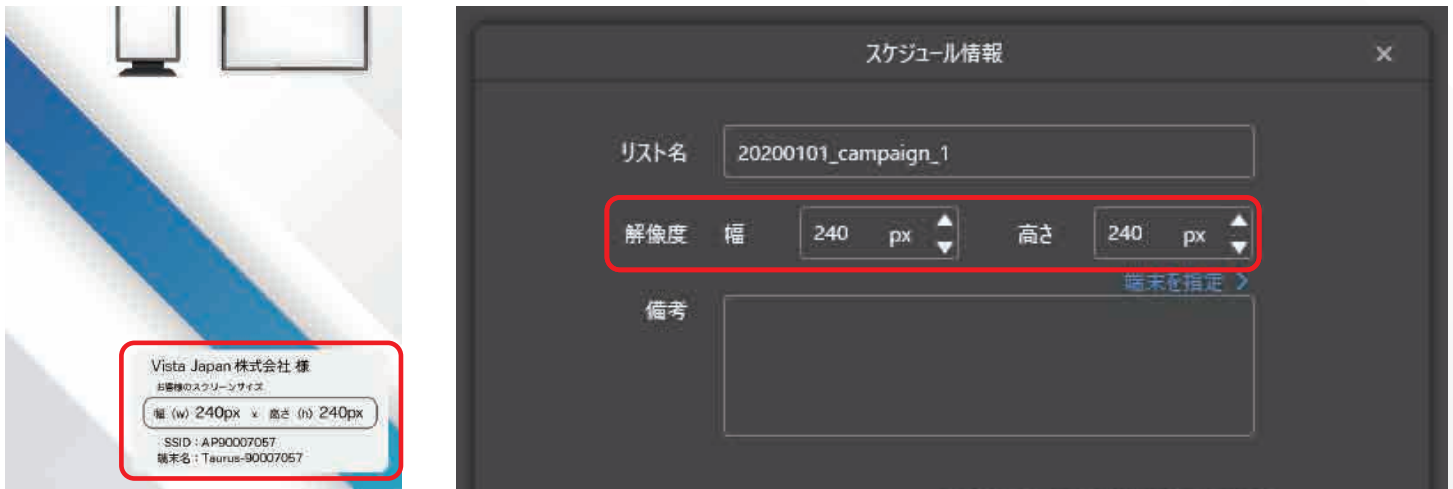 Vista Japan 株式会社 様
お客様のスクリーンサイズ
幅 (w) 240px x 高さ (h) 240px
SSID : AP90007057
端末名 : Taurus-90007057
スケジュール情報 ×
リスト名 20200101_campaign_1
解像度 幅 240 px 高さ 240 px
端末を指定 >
備考